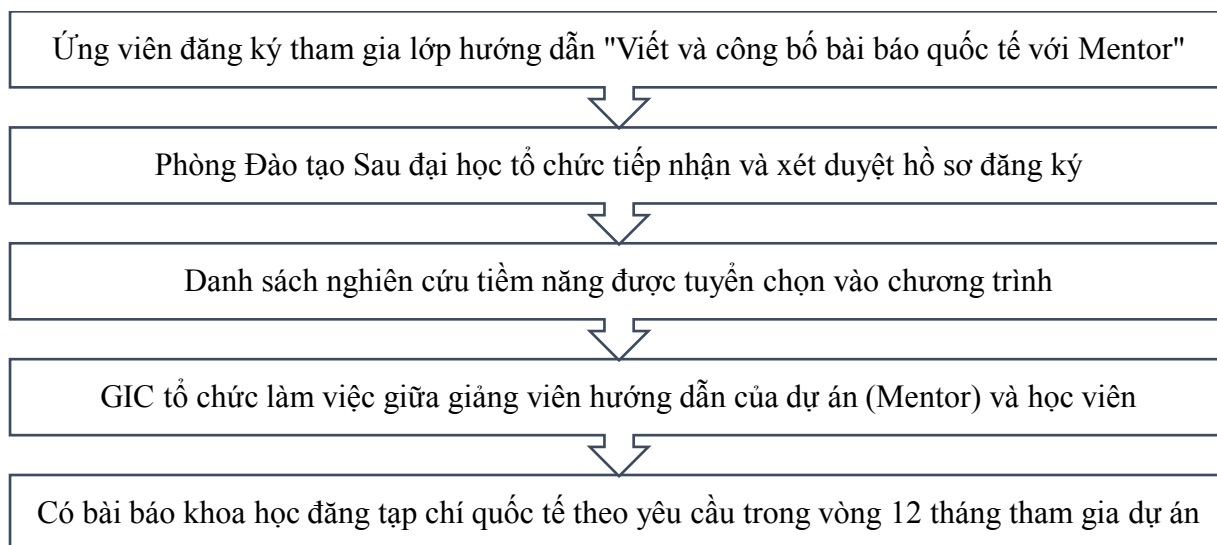 Ứng viên đăng ký tham gia lớp hướng dẫn "Viết và công bố bài báo quốc tế với Mentor"
Phòng Đào tạo Sau đại học tổ chức tiếp nhận và xét duyệt hồ sơ đăng ký
Danh sách nghiên cứu tiềm năng được tuyển chọn vào chương trình
GIC tổ chức làm việc giữa giảng viên hướng dẫn của dự án (Mentor) và học viên
Có bài báo khoa học đăng tạp chí quốc tế theo yêu cầu trong vòng 12 tháng tham gia dự án